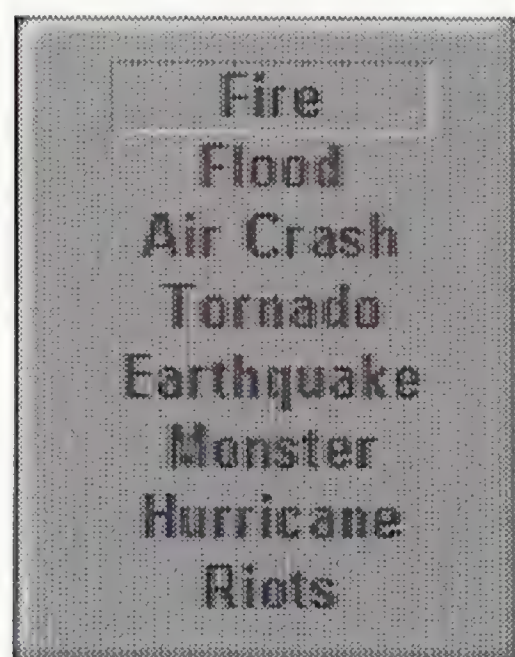 Fire
Flood
Air Crash
Tornado
Earthquake
Monster
Hurricane
Riots